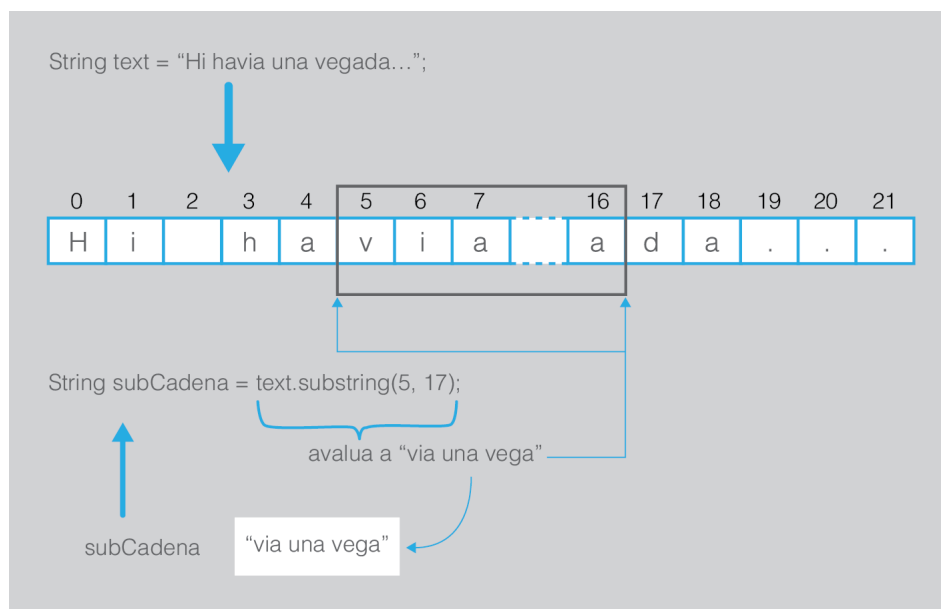 String text = “Hi havia una vegada...”;
0 1 2 3 4 5 6 7 16 17 18 19 20 21
H i h a v i a a d a . . .
String subCadena = text.substring(5, 17);
avalua a “via una vega”
subCadena “via una vega”